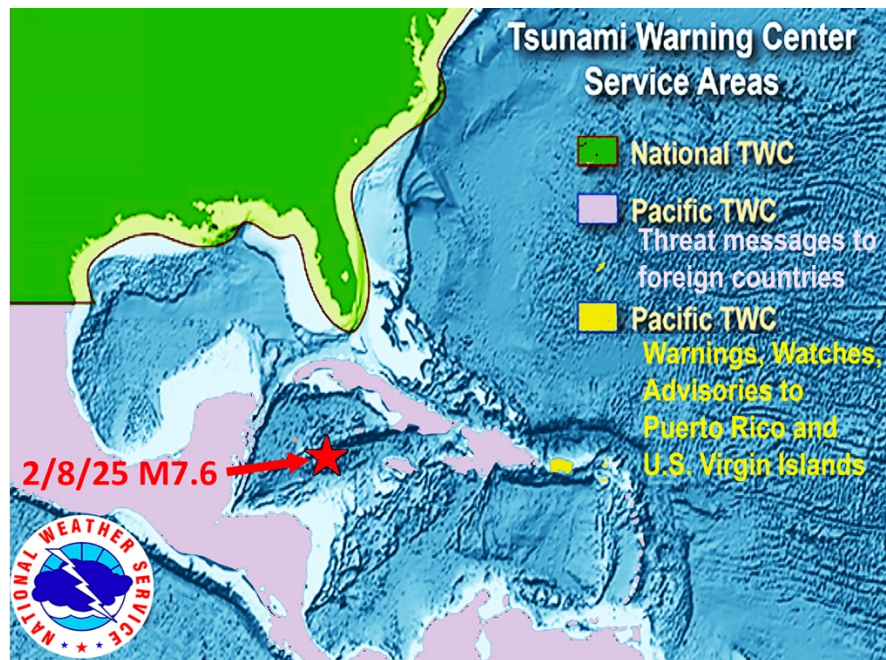 Tsunami Warning Center
Service Areas
National TWC
Pacific TWC
Threat messages to
foreign countries
Pacific TWC
Warnings, Watches,
Advisories to
Puerto Rico and
U.S. Virgin Islands
2/8/25 M7.6
NATIONAL WEATHER SERVICE